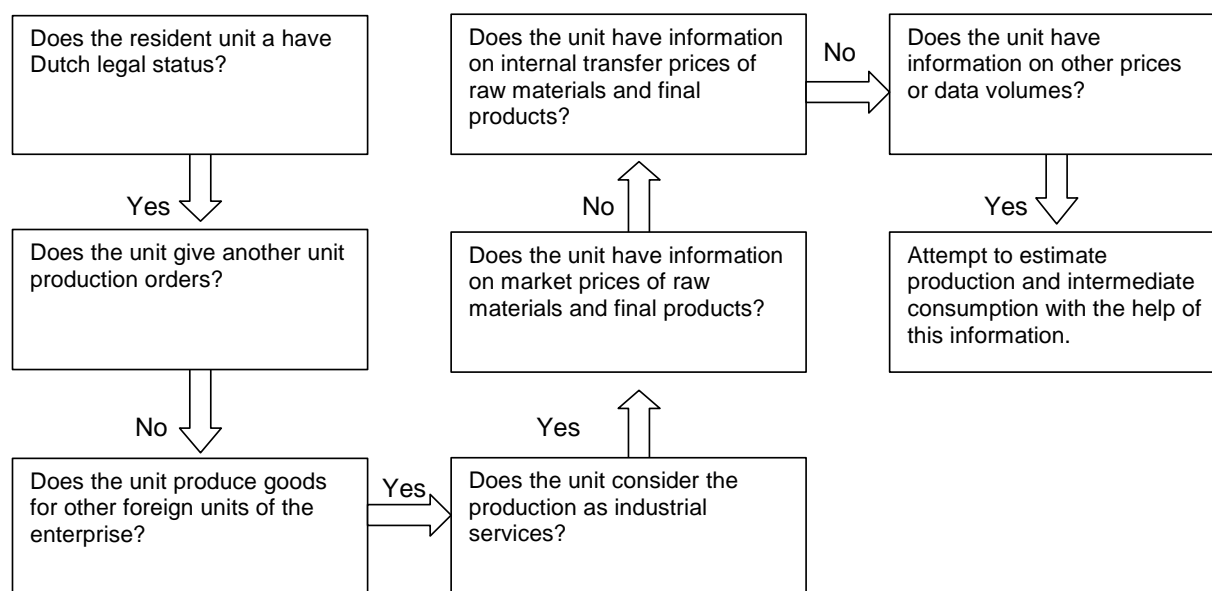 Does the resident unit a have
Dutch legal status?
Yes
Does the unit give another unit
production orders?
No
Does the unit produce goods
for other foreign units of the
enterprise?
Yes
Does the unit consider the
production as industrial
services?
Yes
Does the unit have information
on market prices of raw
materials and final products?
No
Does the unit have information
on internal transfer prices of
raw materials and final
products?
No
Does the unit have
information on other prices
or data volumes?
Yes
Attempt to estimate
production and intermediate
consumption with the help of
this information.